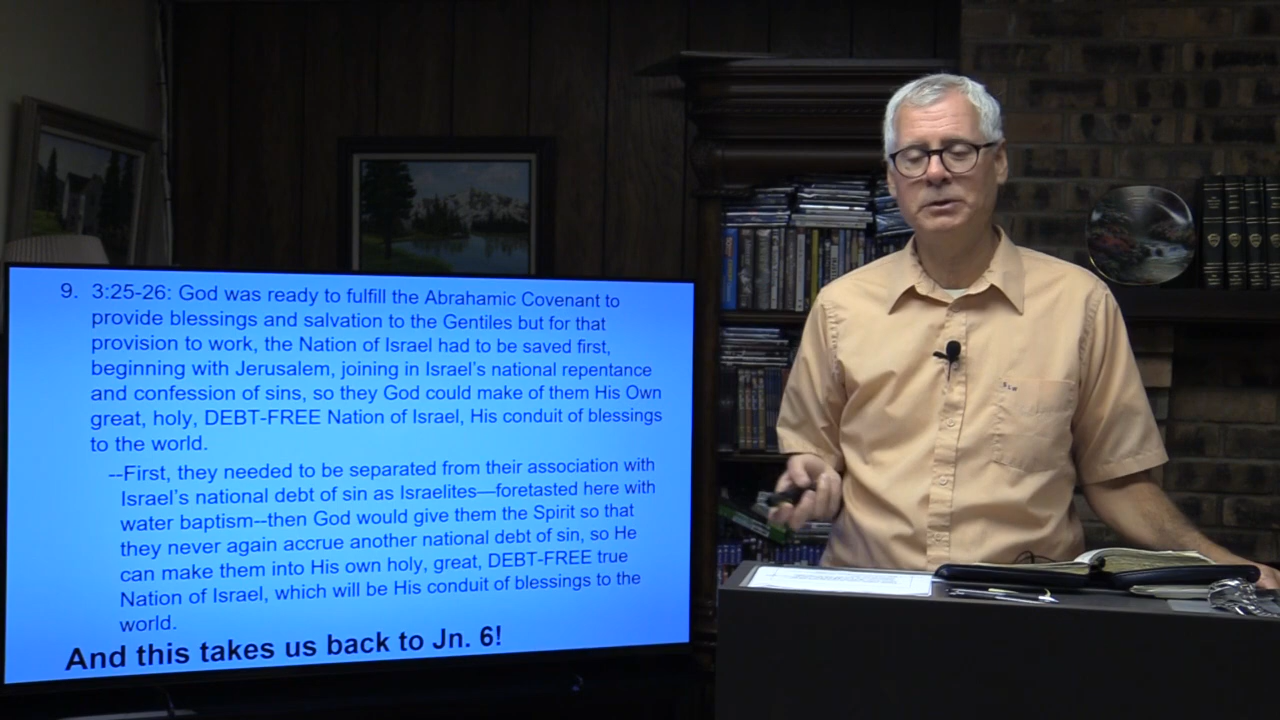 9. 3:25-26: God was ready to fulfill the Abrahamic Covenant to
provide blessings and salvation to the Gentiles but for that
provision to work, the Nation of Israel had to be saved first,
beginning with Jerusalem, joining in Israel's national repentance
and confession of sins, so they God could make of them His Own
great, holy, DEBT-FREE Nation of Israel, His conduit of blessings
to the world.
--First, they needed to be separated from their association with
Israel's national debt of sin as Israelites—foretasted here with
water baptism--then God would give them the Spirit so that
they never again accrue another national debt of sin, so He
can make them into His own holy, great, DEBT-FREE true
Nation of Israel, which will be His conduit of blessings to the
world.
And this takes us back to Jn. 6!